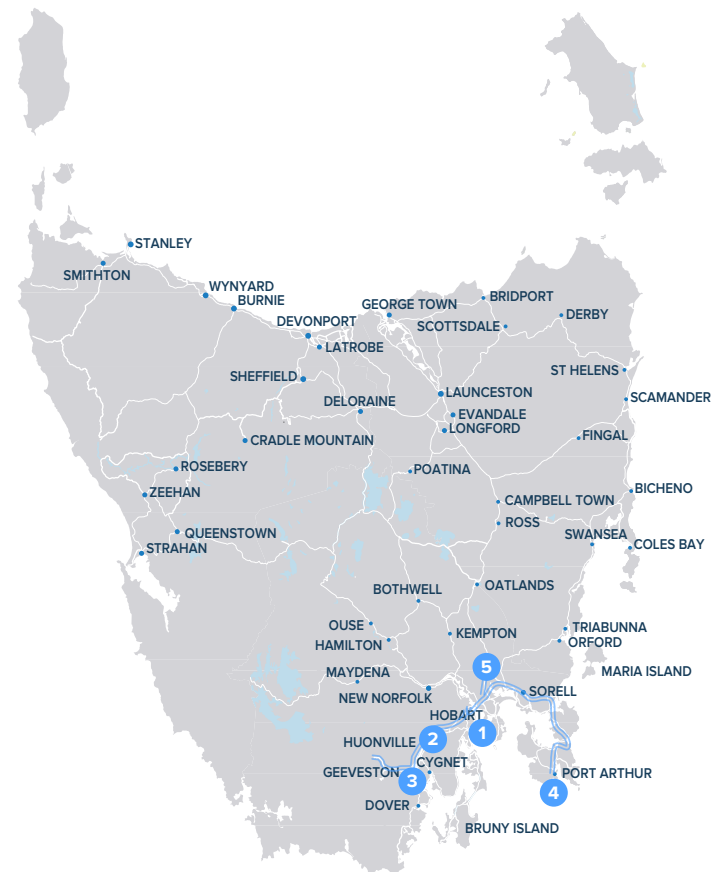 STANLEY
SMITHTON
WYNYARD
BURNIE
GEORGE TOWN
BRIDPORT
DERBY
DEVONPORT
SCOTTSDALE
LATROBE
ST HELENS
SHEFFIELD
LAUNCESTON
SCAMANDER
DELORAINE
EVANDALE
LONGFORD
FINGAL
CRADLE MOUNTAIN
ROSEBERY
POATINA
ZEEHAN
BICHENO
CAMPBELL TOWN
ROSS
QUEENSTOWN
SWANSEA
COLES BAY
STRAHAN
OATLANDS
BOTHWELL
OUSE
KEMPTON
TRIABUNNA
HAMILTON
ORFORD
5
MAYDENA
MARIA ISLAND
NEW NORFOLK
SORELL
HOBART
1
HUONVILLE
2
CYGNET
GEEVESTON
3
PORT ARTHUR
4
DOVER
BRUNY ISLAND